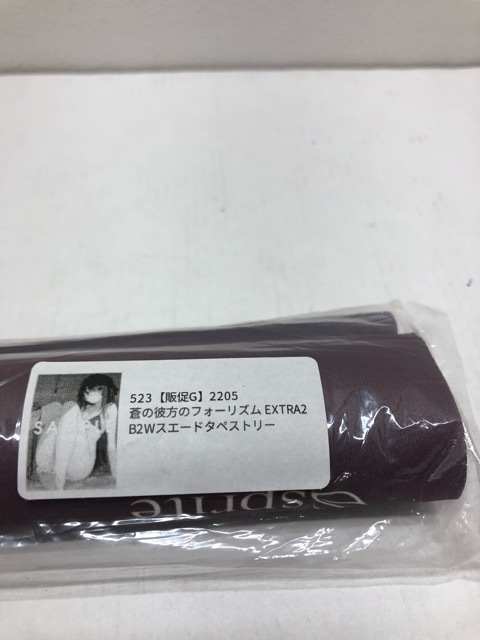 523【販促G】2205
蒼の彼方のフォーリズム EXTRA2
B2Wスエードタペストリー
sprite